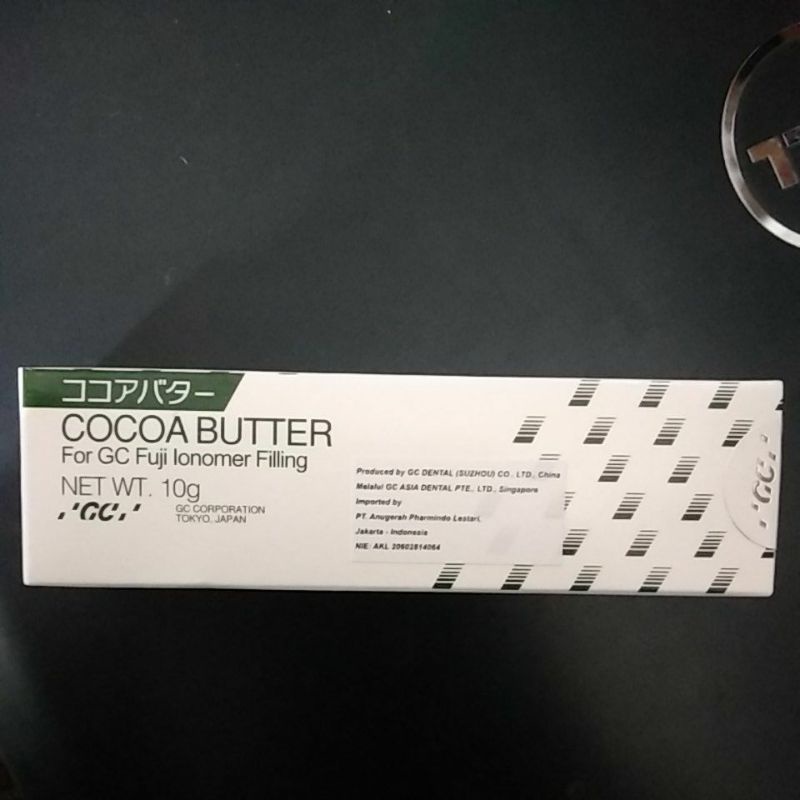 ココアバター
COCOA BUTTER
For GC Fuji Ionomer Filling
NET WT. 10g
GC
GC CORPORATION
TOKYO, JAPAN
Produced by GC DENTAL (SUZHOU) CO., LTD., China
Melalui GC ASIA DENTAL PTE., LTD., Singapore
Imported by
PT. Anugerah Pharmindo Lestari,
Jakarta - Indonesia
NIE: AKL 20602814064
GC